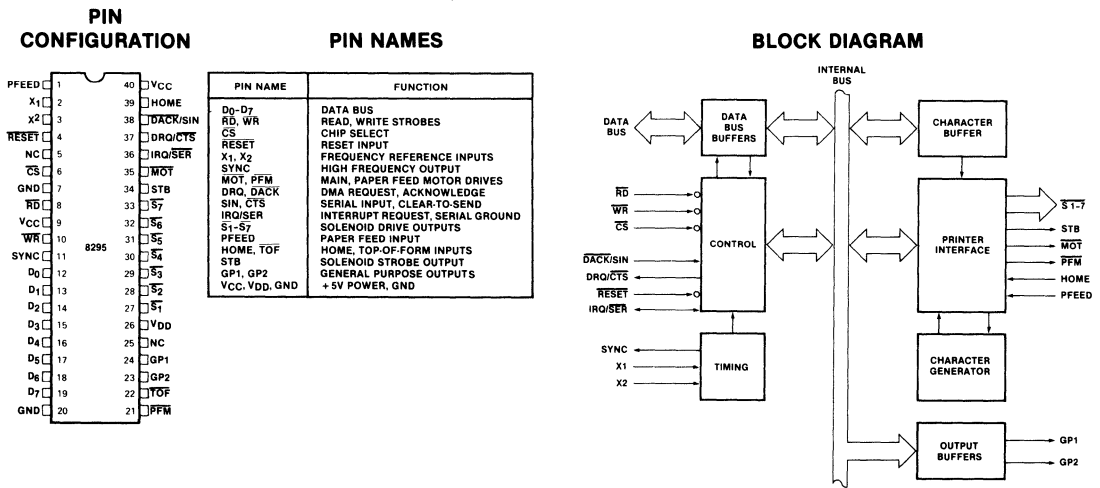 PIN
CONFIGURATION
PFEED 1
X1 2
X2 3
RESET 4
NC 5
CS 6
GND 7
RD 8
VCC 9
WR 10
SYNC 11
D0 12
D1 13
D2 14
D3 15
D4 16
D5 17
D6 18
D7 19
GND 20
8295
40 VCC
39 HOME
38 DACK/SIN
37 DRQ/CTS
36 IRQ/SER
35 MOT
34 STB
33 S7
32 S6
31 S5
30 S4
29 S3
28 S2
27 S1
26 VDD
25 NC
24 GP1
23 GP2
22 TOF
21 PFM
PIN NAMES
PIN NAME FUNCTION
D0-D7 DATA BUS
RD, WR READ, WRITE STROBES
CS CHIP SELECT
RESET RESET INPUT
X1, X2 FREQUENCY REFERENCE INPUTS
SYNC HIGH FREQUENCY OUTPUT
MOT, PFM MAIN, PAPER FEED MOTOR DRIVES
DRQ, DACK DMA REQUEST, ACKNOWLEDGE
SIN, CTS SERIAL INPUT, CLEAR-TO-SEND
IRQ/SER INTERRUPT REQUEST, SERIAL GROUND
S1-S7 SOLENOID DRIVE OUTPUTS
PFEED PAPER FEED INPUT
HOME, TOF HOME, TOP-OF-FORM INPUTS
STB SOLENOID STROBE OUTPUT
GP1, GP2 GENERAL PURPOSE OUTPUTS
VCC, VDD, GND +5V POWER, GND
BLOCK DIAGRAM
INTERNAL
BUS
DATA
BUS
DATA
BUS
BUFFERS
CHARACTER
BUFFER
RD
WR
CS
DACK/SIN
DRQ/CTS
RESET
IRQ/SER
CONTROL
PRINTER
INTERFACE
S 1-7
STB
MOT
PFM
HOME
PFEED
SYNC
X1
X2
TIMING
CHARACTER
GENERATOR
OUTPUT
BUFFERS
GP1
GP2